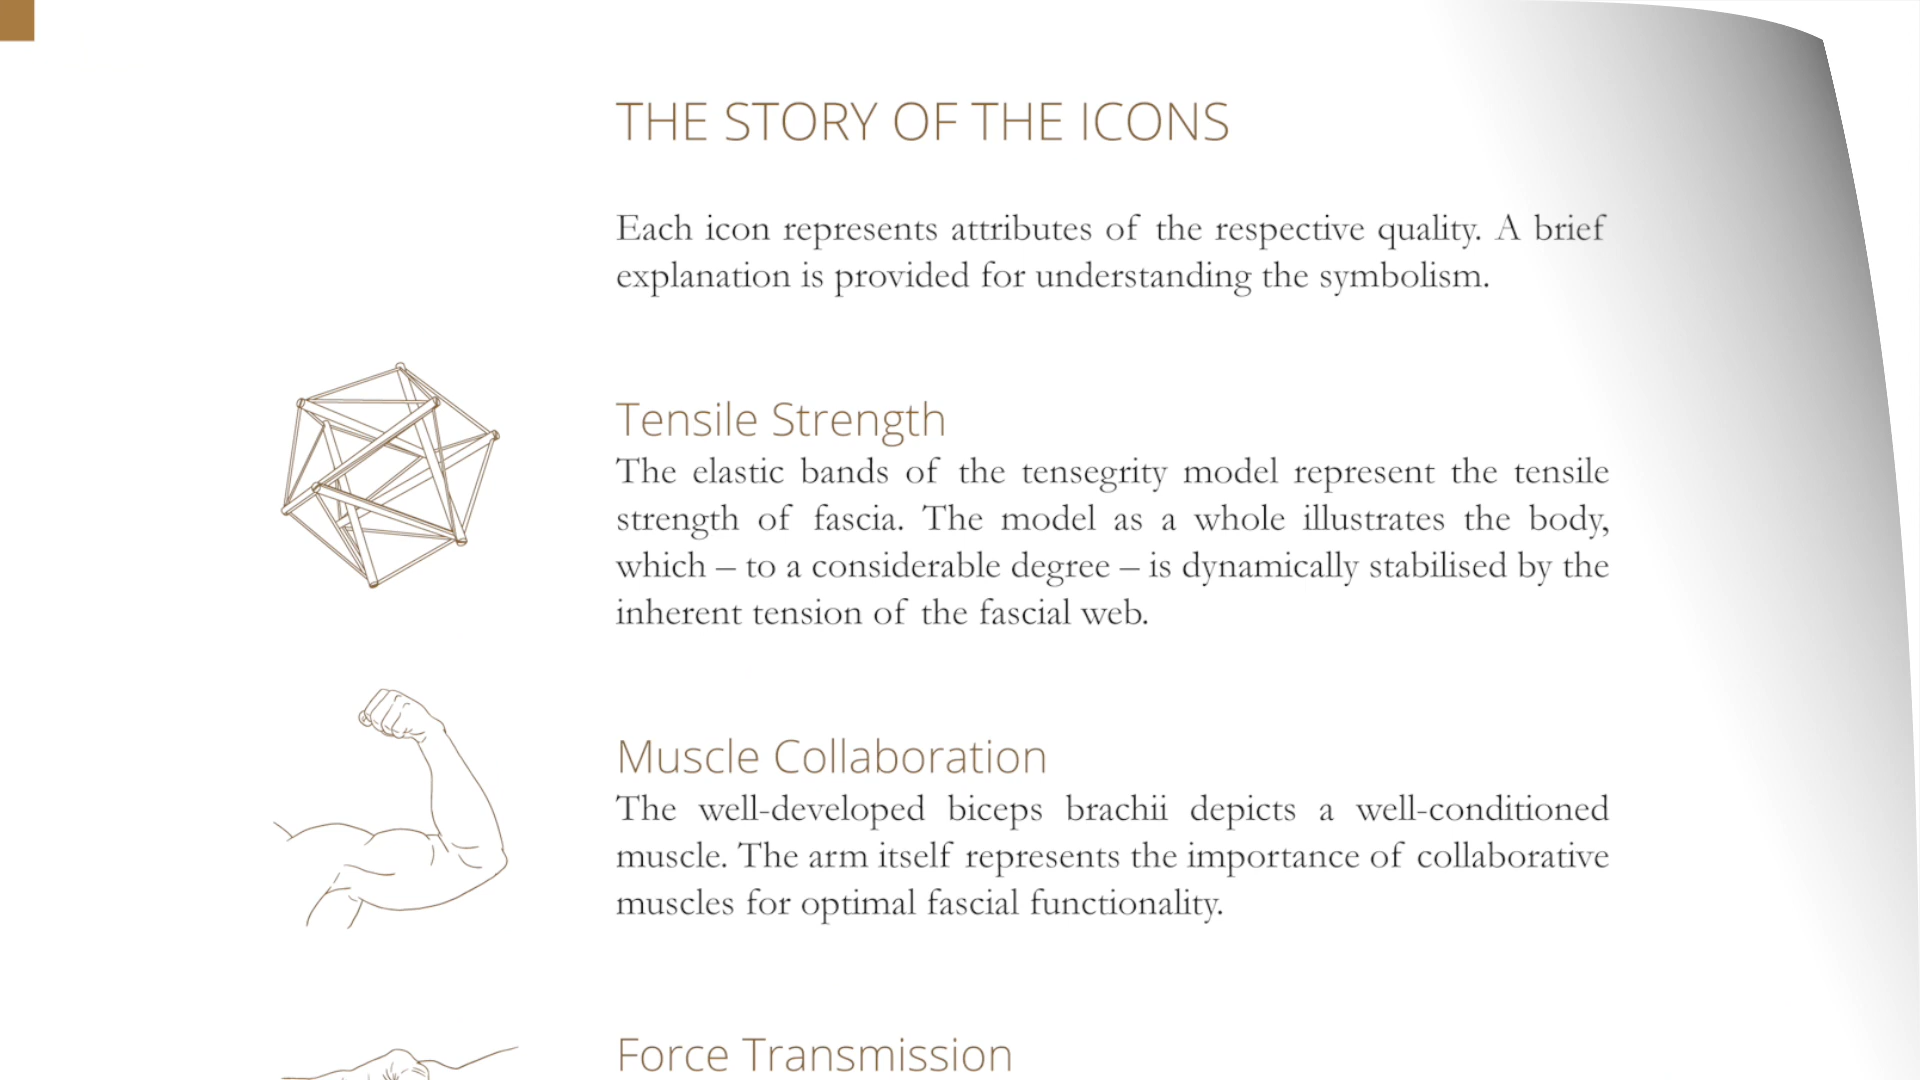 THE STORY OF THE ICONS
Each icon represents attributes of the respective quality. A brief
explanation is provided for understanding the symbolism.
Tensile Strength
The elastic bands of the tensegrity model represent the tensile
strength of fascia. The model as a whole illustrates the body,
which – to a considerable degree – is dynamically stabilised by the
inherent tension of the fascial web.
Muscle Collaboration
The well-developed biceps brachii depicts a well-conditioned
muscle. The arm itself represents the importance of collaborative
muscles for optimal fascial functionality.
Force Transmission